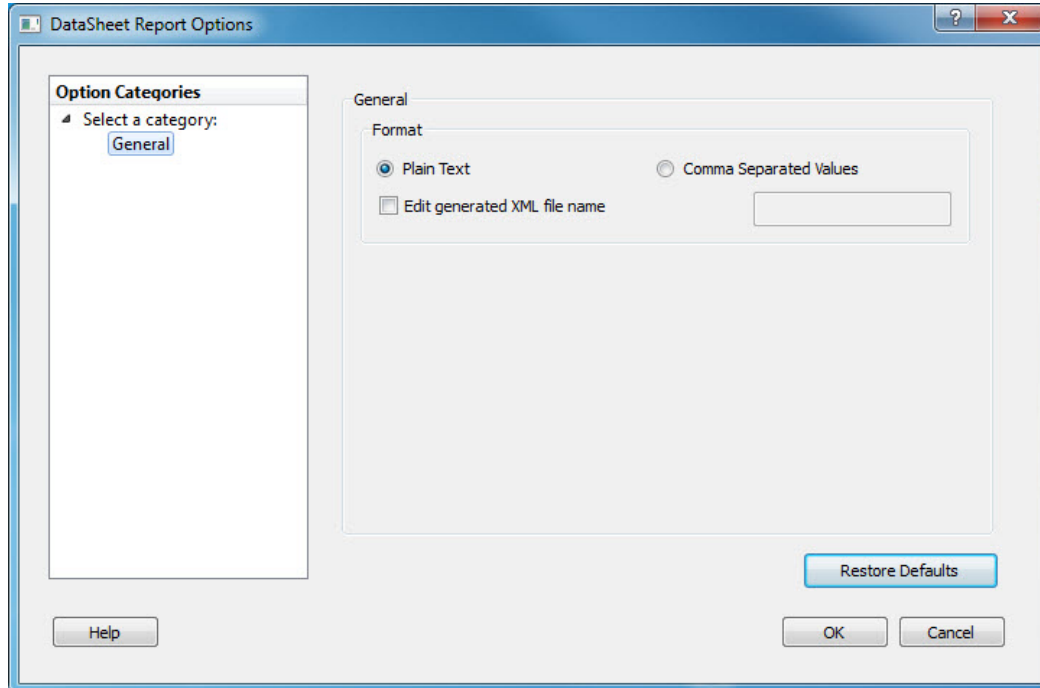 DataSheet Report Options
?
X
Option Categories
Select a category:
General
General
Format
Plain Text
Comma Separated Values
Edit generated XML file name
Restore Defaults
Help
OK
Cancel